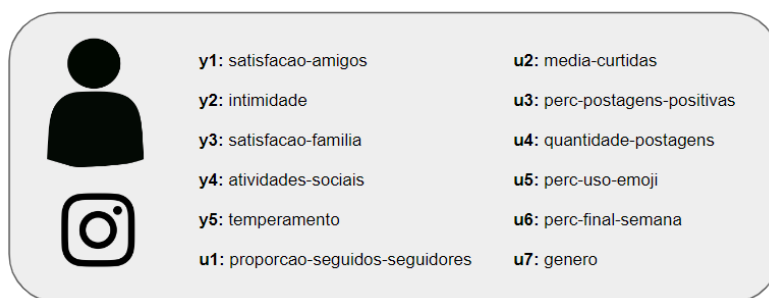 y1: satisfacao-amigos
y2: intimidade
y3: satisfacao-familia
y4: atividades-sociais
y5: temperamento
u1: proporcao-seguidos-seguidores
u2: media-curtidas
u3: perc-postagens-positivas
u4: quantidade-postagens
u5: perc-uso-emoji
u6: perc-final-semana
u7: genero